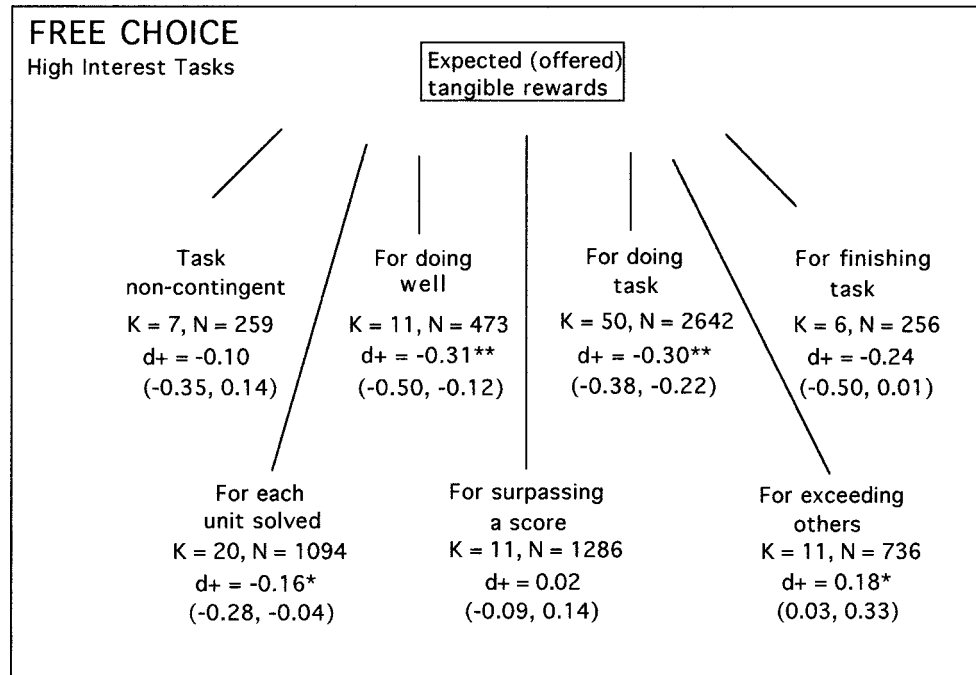 FREE CHOICE
High Interest Tasks
Expected (offered)
tangible rewards
Task
non-contingent
K = 7, N = 259
d+ = -0.10
(-0.35, 0.14)
For doing
well
K = 11, N = 473
d+ = -0.31**
(-0.50, -0.12)
For doing
task
K = 50, N = 2642
d+ = -0.30**
(-0.38, -0.22)
For finishing
task
K = 6, N = 256
d+ = -0.24
(-0.50, 0.01)
For each
unit solved
K = 20, N = 1094
d+ = -0.16*
(-0.28, -0.04)
For surpassing
a score
K = 11, N = 1286
d+ = 0.02
(-0.09, 0.14)
For exceeding
others
K = 11, N = 736
d+ = 0.18*
(0.03, 0.33)